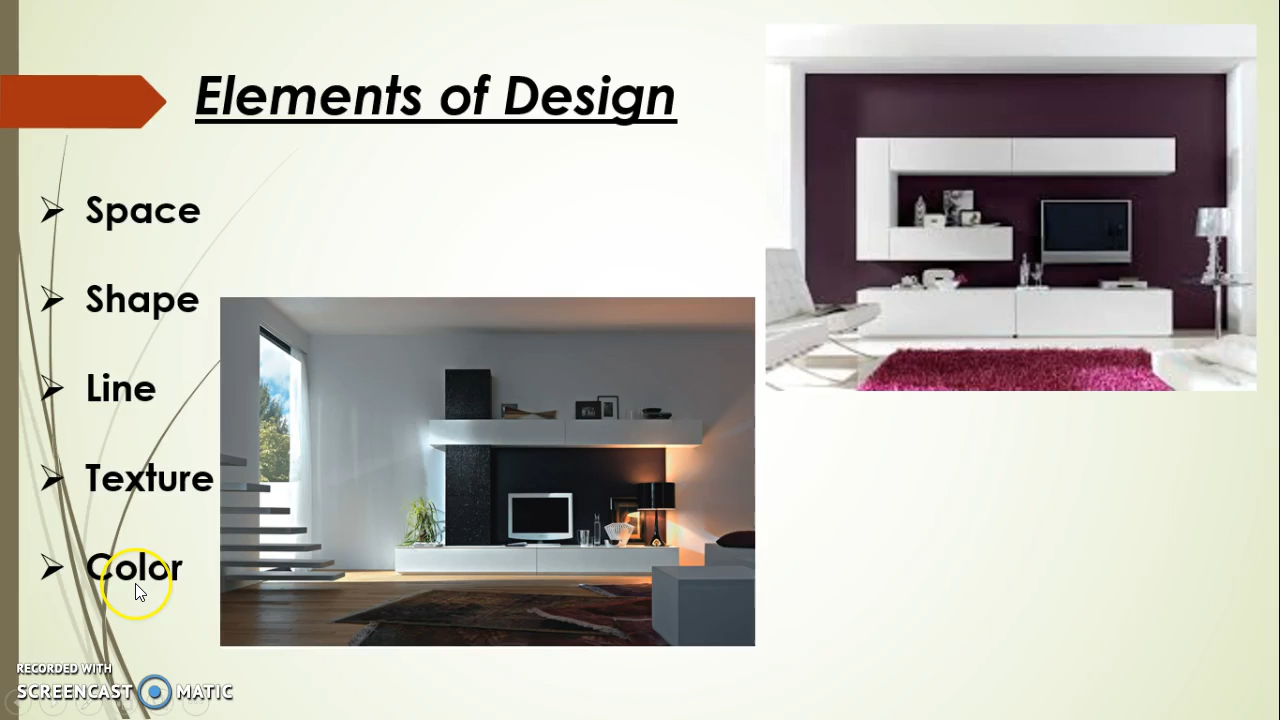 Elements of Design
Space
Shape
Line
Texture
Color
RECORDED WITH
SCREENCAST MATIC